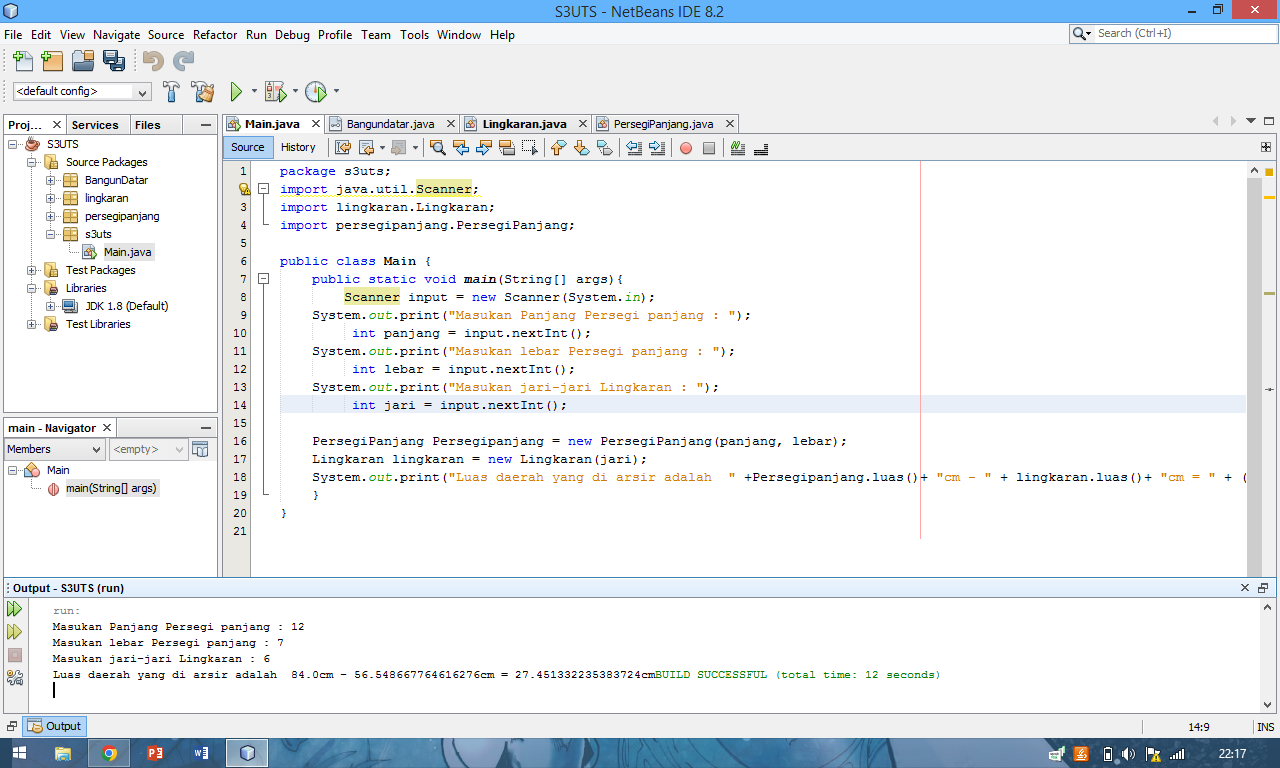 S3UTS - NetBeans IDE 8.2
File Edit View Navigate Source Refactor Run Debug Profile Team Tools Window Help
Search (Ctrl+I)
<default config>
Proj... Services Files
S3UTS
Source Packages
BangunDatar
lingkaran
persegipanjang
s3uts
Main.java
Test Packages
Libraries
JDK 1.8 (Default)
Test Libraries
main - Navigator
Members <empty>
Main
main(String[] args)
Main.java Bangundatar.java Lingkaran.java PersegiPanjang.java
Source History
1 package s3uts;
import java.util.Scanner;
3 import lingkaran.Lingkaran;
4 import persegipanjang.PersegiPanjang;
5
6 public class Main {
7 public static void main(String[] args){
8 Scanner input = new Scanner(System.in);
9 System.out.print("Masukan Panjang Persegi panjang : ");
10 int panjang = input.nextInt();
11 System.out.print("Masukan lebar Persegi panjang : ");
12 int lebar = input.nextInt();
13 System.out.print("Masukan jari-jari Lingkaran : ");
14 int jari = input.nextInt();
15
16 PersegiPanjang Persegipanjang = new PersegiPanjang(panjang, lebar);
17 Lingkaran lingkaran = new Lingkaran(jari);
18 System.out.print("Luas daerah yang di arsir adalah  " +Persegipanjang.luas()+ "cm - " + lingkaran.luas()+ "cm = " + (
19 }
20 }
21
Output - S3UTS (run)
run:
Masukan Panjang Persegi panjang : 12
Masukan lebar Persegi panjang : 7
Masukan jari-jari Lingkaran : 6
Luas daerah yang di arsir adalah  84.0cm - 56.548667764616276cm = 27.451332235383724cmBUILD SUCCESSFUL (total time: 12 seconds)
Output
14:9 INS
22:17